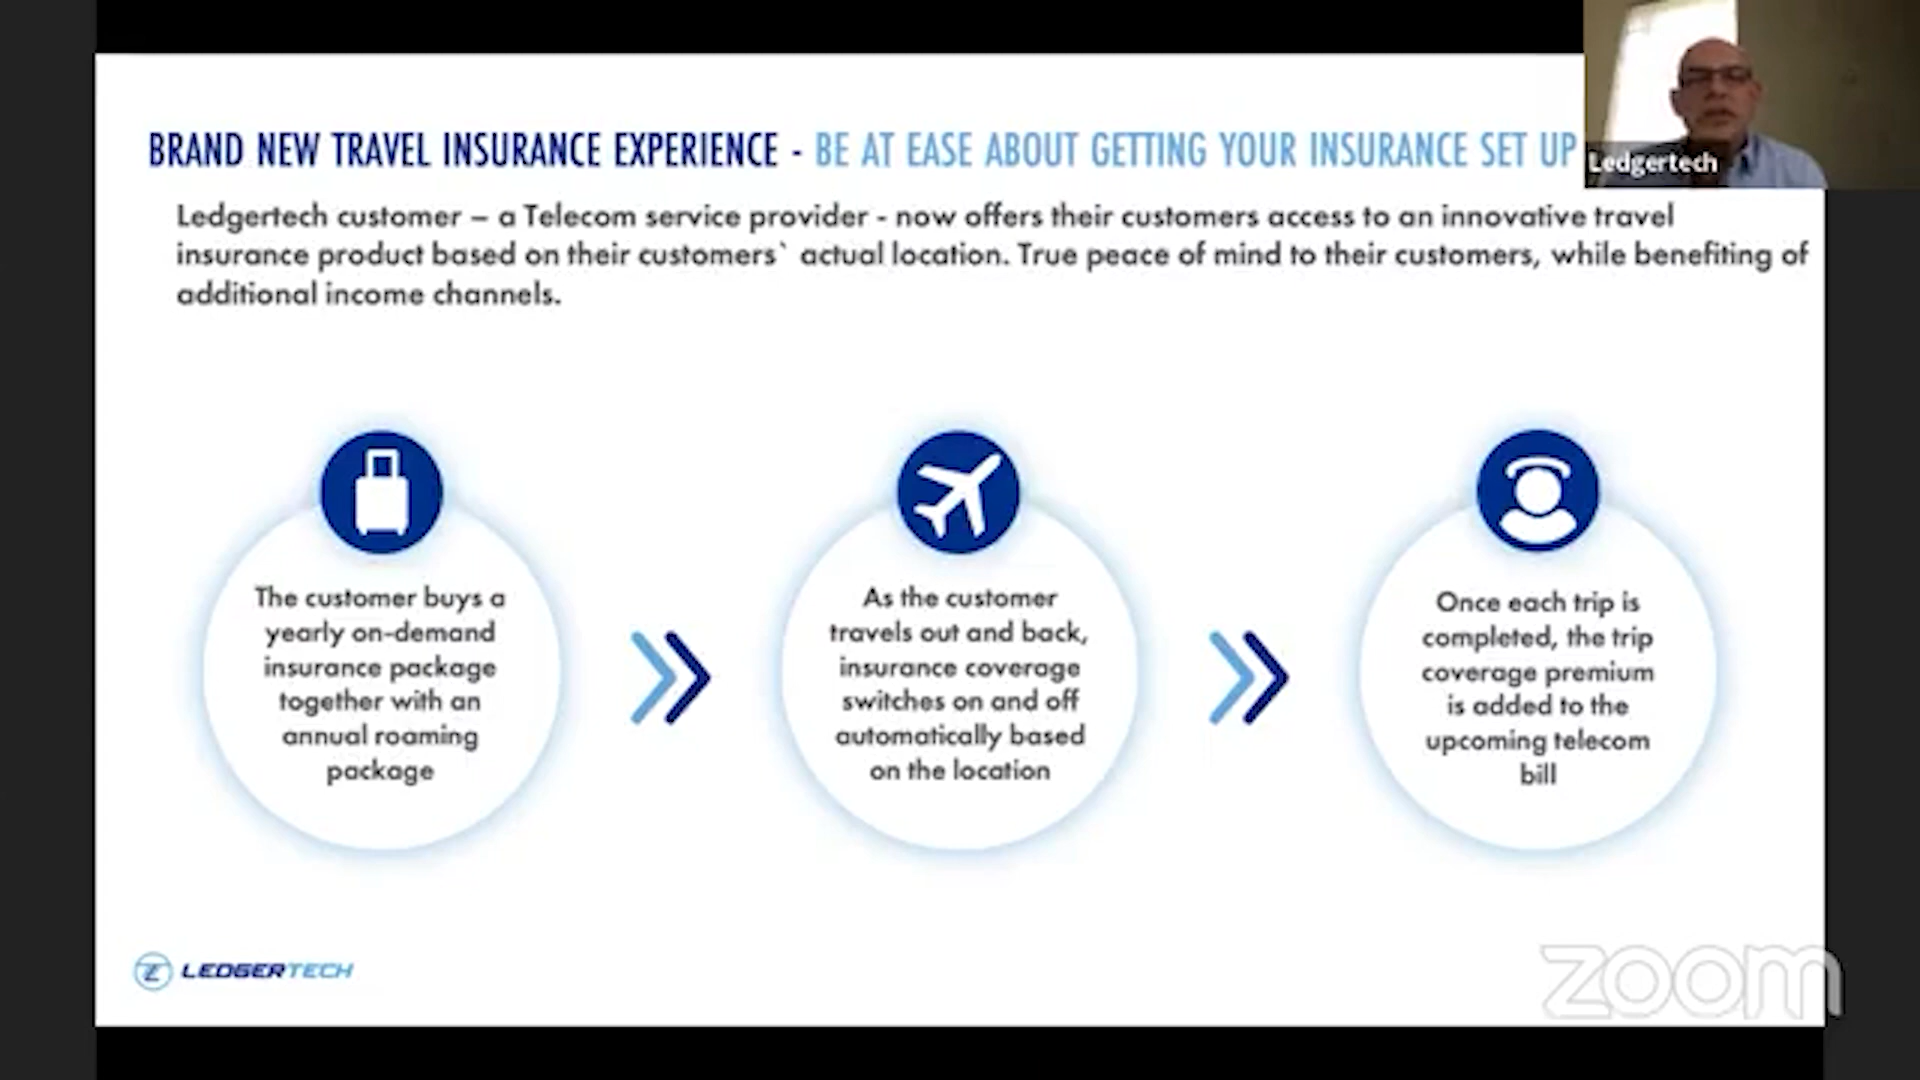 BRAND NEW TRAVEL INSURANCE EXPERIENCE - BE AT EASE ABOUT GETTING YOUR INSURANCE SET UP
Ledgertech
Ledgertech customer – a Telecom service provider - now offers their customers access to an innovative travel
insurance product based on their customers` actual location. True peace of mind to their customers, while benefiting of
additional income channels.
The customer buys a
yearly on-demand
insurance package
together with an
annual roaming
package
As the customer
travels out and back,
insurance coverage
switches on and off
automatically based
on the location
Once each trip is
completed, the trip
coverage premium
is added to the
upcoming telecom
bill
LEDGERTECH
zoom